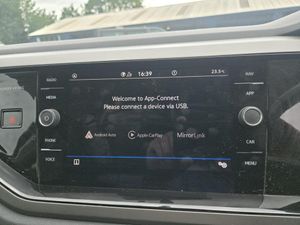 RADIO
16:39
23.5°C
NAV
MEDIA
APP
Welcome to App-Connect
Please connect a device via USB.
Android Auto
Apple CarPlay
MirrorLink
PHONE
CAR
VOICE
MENU